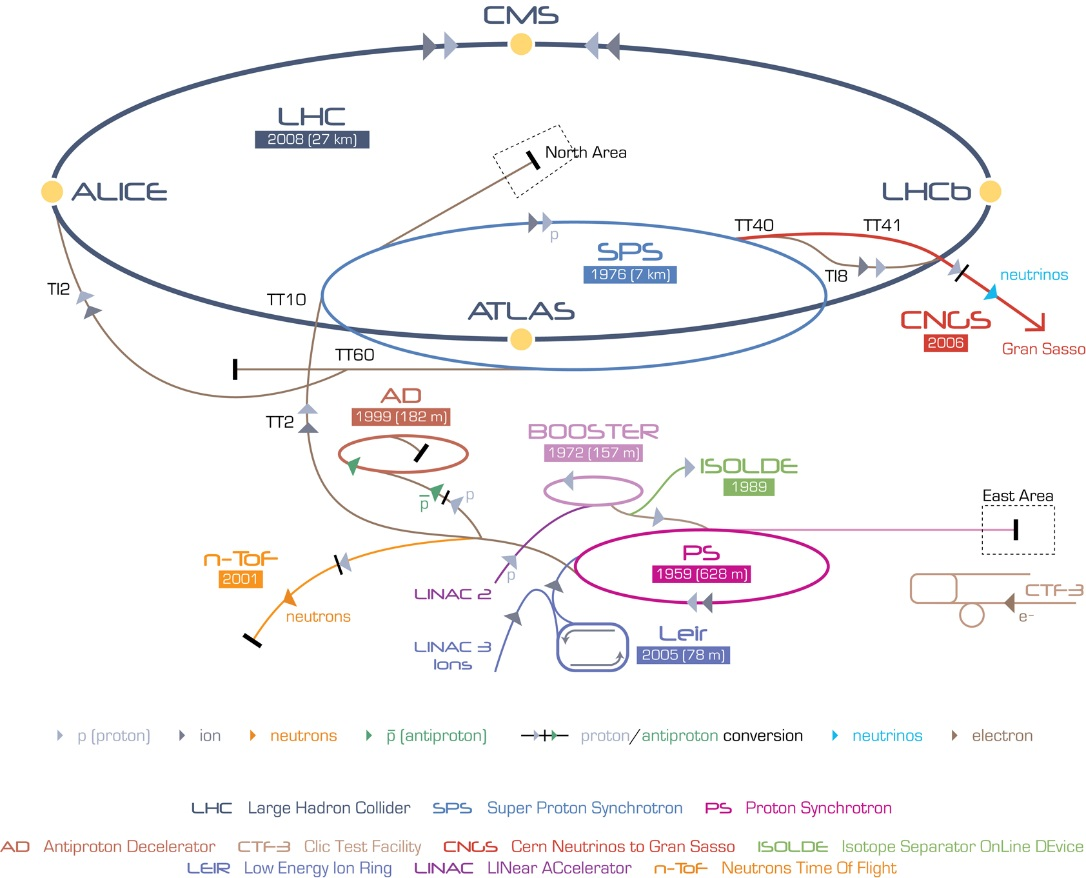 CMS
LHC
2008 (27 km)
North Area
ALICE
LHCb
TT40
TT41
p
SPS
1976 (7 km)
TI8
neutrinos
TI2
TT10
ATLAS
CNGS
2006
Gran Sasso
TT60
AD
1999 (182 m)
TT2
BOOSTER
1972 (157 m)
ISOLDE
1989
p̅
p
East Area
n-ToF
2001
PS
1959 (628 m)
p
LINAC 2
neutrons
CTF-3
e-
LINAC 3
Ions
Leir
2005 (78 m)
p (proton)
ion
neutrons
p̅ (antiproton)
proton/antiproton conversion
neutrinos
electron
LHC Large Hadron Collider SPS Super Proton Synchrotron PS Proton Synchrotron
AD Antiproton Decelerator CTF-3 Clic Test Facility CNGS Cern Neutrinos to Gran Sasso ISOLDE Isotope Separator OnLine DEvice
LEIR Low Energy Ion Ring LINAC LINear ACcelerator n-ToF Neutrons Time Of Flight